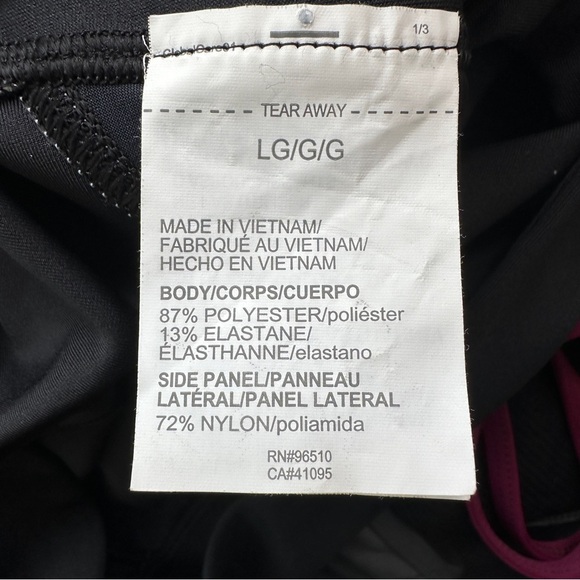 1/3
GlobalCare01
TEAR AWAY
LG/G/G
MADE IN VIETNAM/
FABRIQUÉ AU VIETNAM/
HECHO EN VIETNAM
BODY/CORPS/CUERPO
87% POLYESTER/poliéster
13% ELASTANE/
ÉLASTHANNE/elastano
SIDE PANEL/PANNEAU
LATÉRAL/PANEL LATERAL
72% NYLON/poliamida
RN#96510
CA#41095